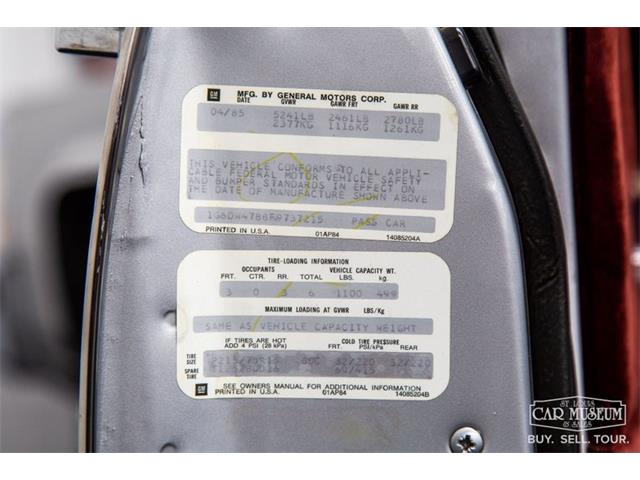 GM
MFG. BY GENERAL MOTORS CORP.
DATE GVWR GAWR FRT GAWR RR
04/85 5241LB 2461LB 2780LB
2377KG 1116KG 1261KG
THIS VEHICLE CONFORMS TO ALL APPLI-
CABLE FEDERAL MOTOR VEHICLE SAFETY
AND BUMPER STANDARDS IN EFFECT ON
THE DATE OF MANUFACTURE SHOWN ABOVE
PASS CAR
PRINTED IN U.S.A. 01AP84 14085204A
TIRE-LOADING INFORMATION
OCCUPANTS VEHICLE CAPACITY WT.
FRT. CTR. RR. TOTAL LBS. kg.
3 0 3 6 1100 499
MAXIMUM LOADING AT GVWR LBS/Kg
SAME AS VEHICLE CAPACITY WEIGHT
IF TIRES ARE HOT COLD TIRE PRESSURE
ADD 4 PSI (28 kPa) FRT. PSI/kPa REAR
TIRE
SIZE
SPARE
TIRE 60/415
SEE OWNERS MANUAL FOR ADDITIONAL INFORMATION
GM PRINTED IN U.S.A. 01AP84 14085204B
ST LOUIS
CAR MUSEUM
& SALES
BUY. SELL. TOUR.